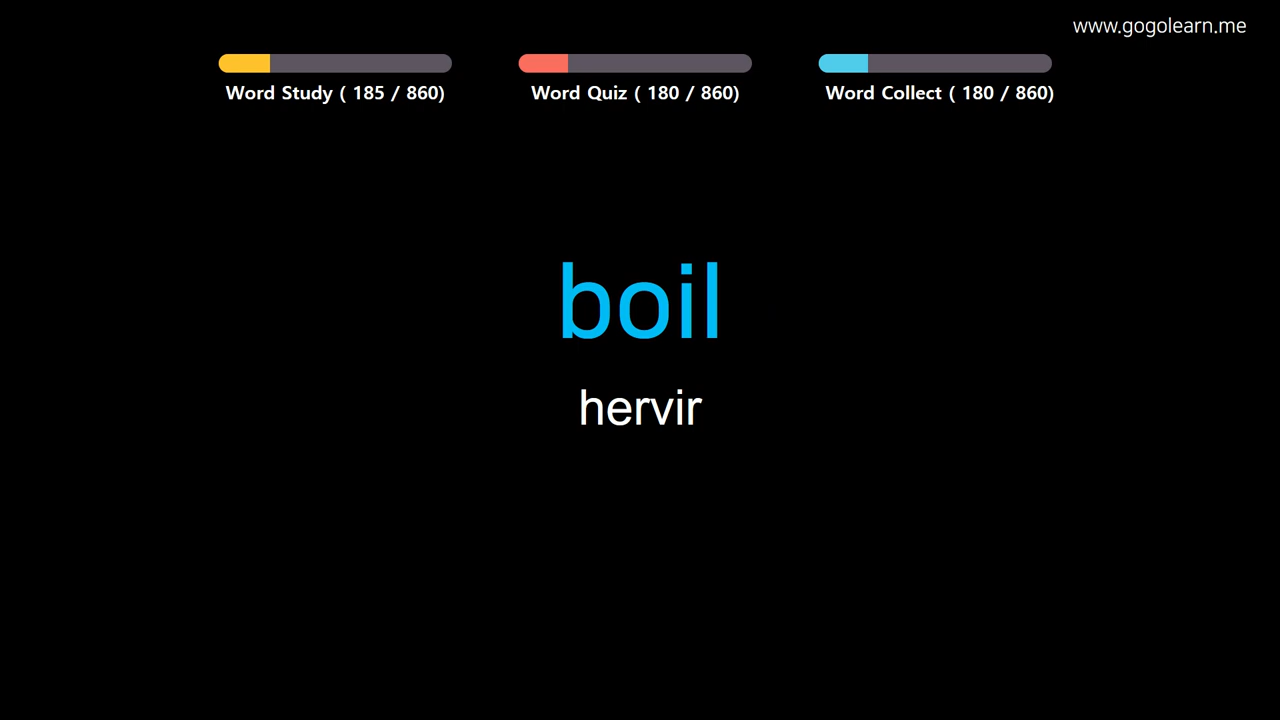 www.gogolearn.me
Word Study ( 185 / 860)
Word Quiz ( 180 / 860)
Word Collect ( 180 / 860)
boil
hervir